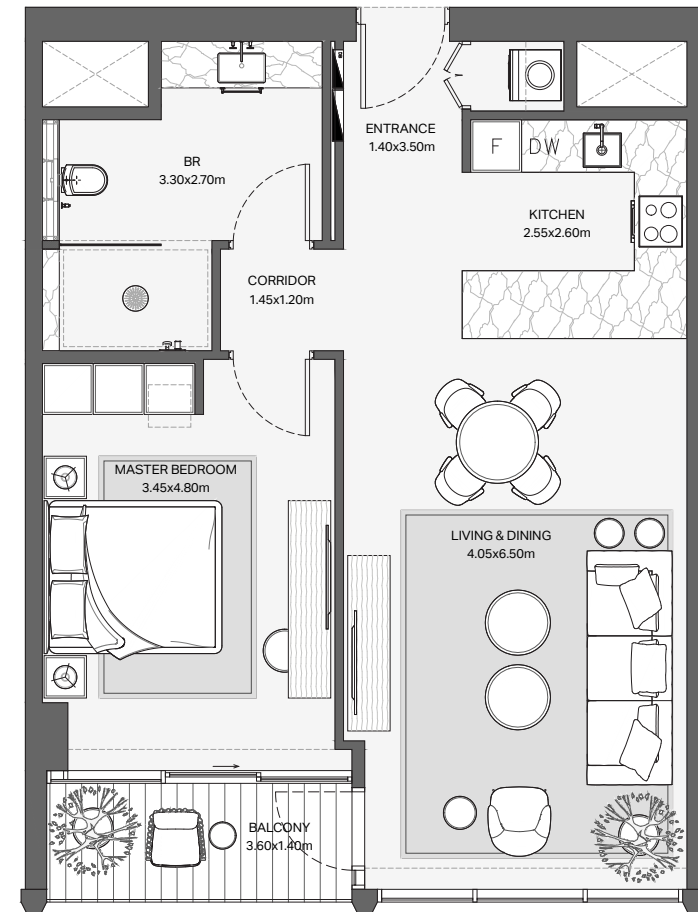 ENTRANCE
1.40x3.50m
BR
3.30x2.70m
F
DW
KITCHEN
2.55x2.60m
CORRIDOR
1.45x1.20m
MASTER BEDROOM
3.45x4.80m
LIVING & DINING
4.05x6.50m
BALCONY
3.60x1.40m